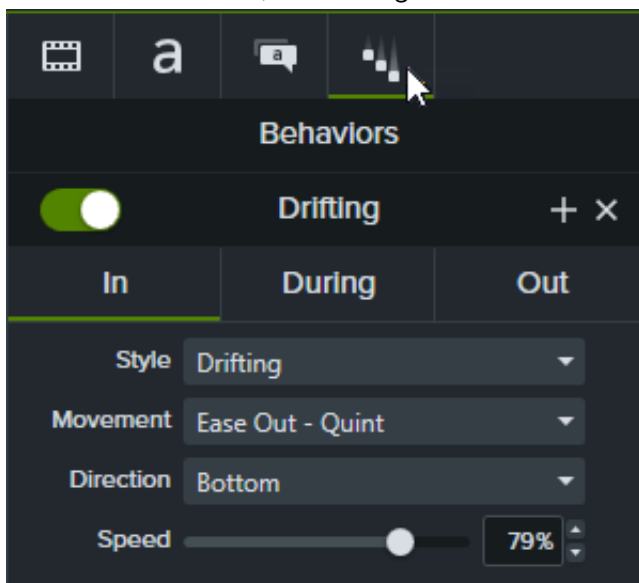 a
a
Behaviors
Drifting
In During Out
Style Drifting
Movement Ease Out - Quint
Direction Bottom
Speed 79%